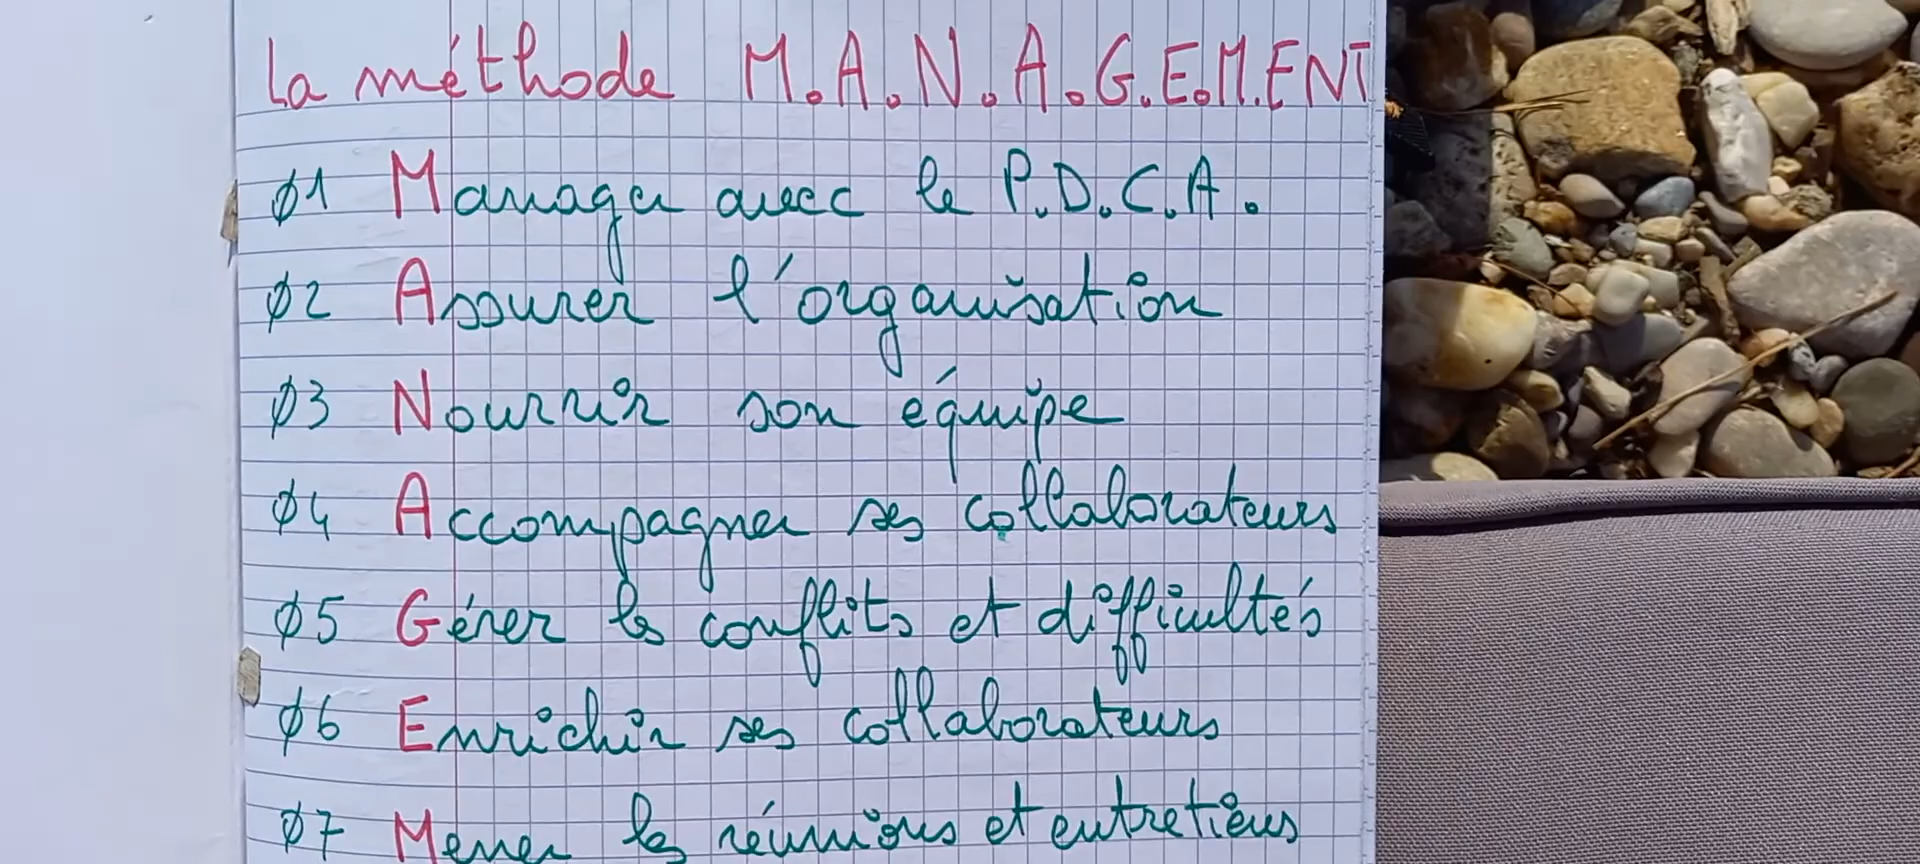 La méthode M.A.N.A.G.E.M.ENT
01 Manager avec le P.D.C.A.
02 Assurer l'organisation
03 Nourrir son équipe
04 Accompagner ses collaborateurs
05 Gérer les conflits et difficultés
06 Enrichir ses collaborateurs
07 Mener les réunions et entretiens